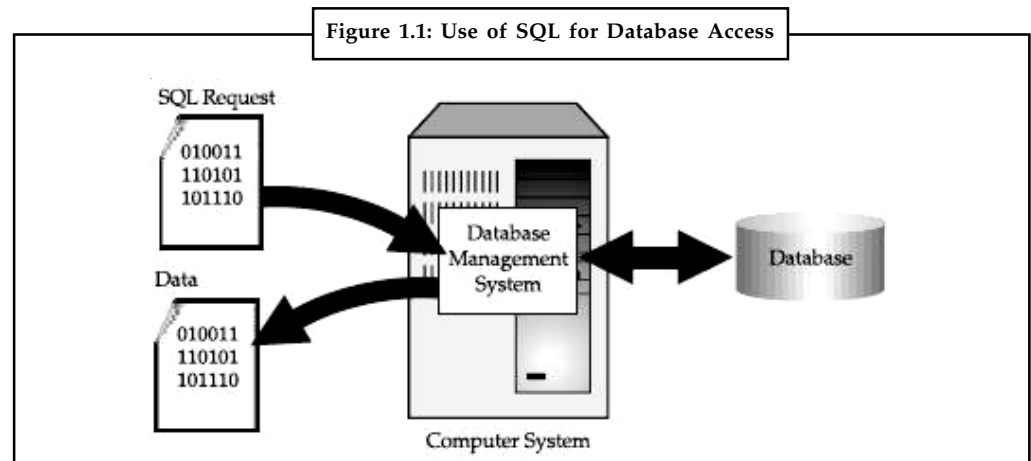 Figure 1.1: Use of SQL for Database Access
SQL Request
010011
110101
101110
Database
Management
System
Database
Data
010011
110101
101110
Computer System